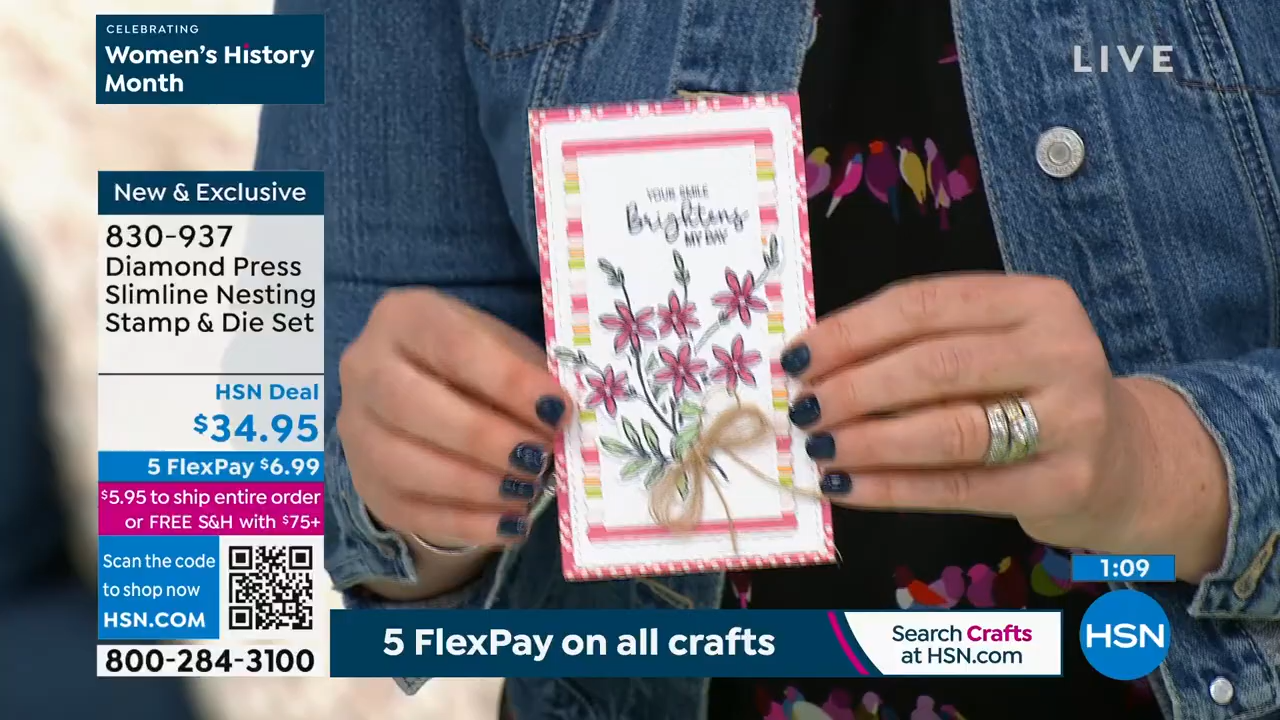 CELEBRATING
Women's History
Month
LIVE
New & Exclusive
830-937
Diamond Press
Slimline Nesting
Stamp & Die Set
HSN Deal
$34.95
5 FlexPay $6.99
$5.95 to ship entire order
or FREE S&H with $75+
Scan the code
to shop now
HSN.COM
800-284-3100
YOUR SMILE
Brightens
MY DAY
1:09
5 FlexPay on all crafts
Search Crafts
at HSN.com
HSN